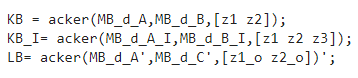 KB = acker(MB_d_A,MB_d_B,[z1 z2]);
KB_I= acker(MB_d_A_I,MB_d_B_I,[z1 z2 z3]);
LB= acker(MB_d_A',MB_d_C',[z1_o z2_o])';